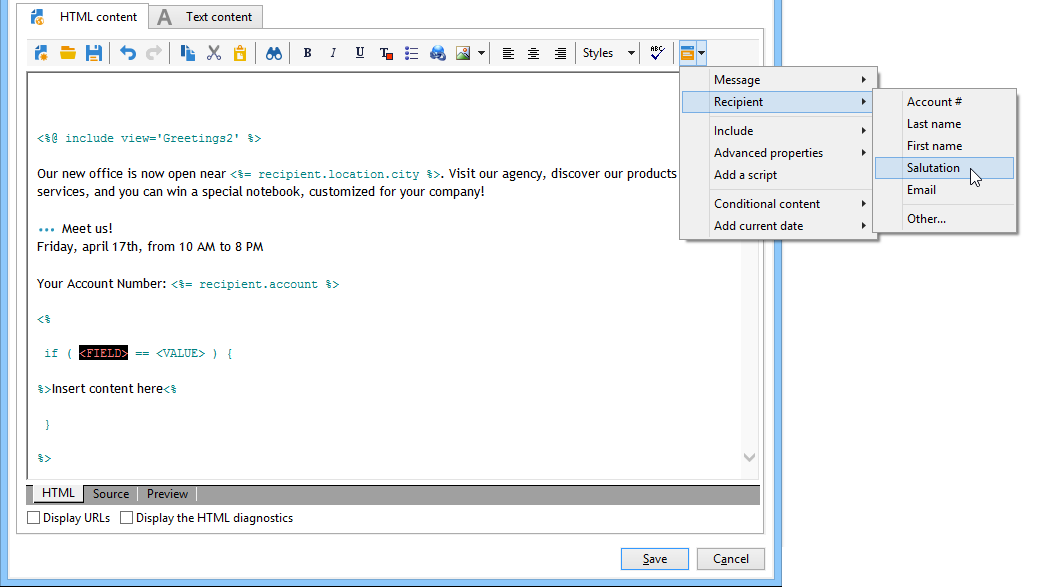 HTML content
A Text content
B I U T Styles ABC
<%@ include view='Greetings2' %>
Our new office is now open near <%= recipient.location.city %>. Visit our agency, discover our products
services, and you can win a special notebook, customized for your company!
... Meet us!
Friday, april 17th, from 10 AM to 8 PM
Your Account Number: <%= recipient.account %>
<%
if ( <FIELD> == <VALUE> ) {
%>Insert content here<%
}
%>
Message
Recipient
Include
Advanced properties
Add a script
Conditional content
Add current date
Account #
Last name
First name
Salutation
Email
Other...
HTML Source Preview
Display URLs Display the HTML diagnostics
Save Cancel